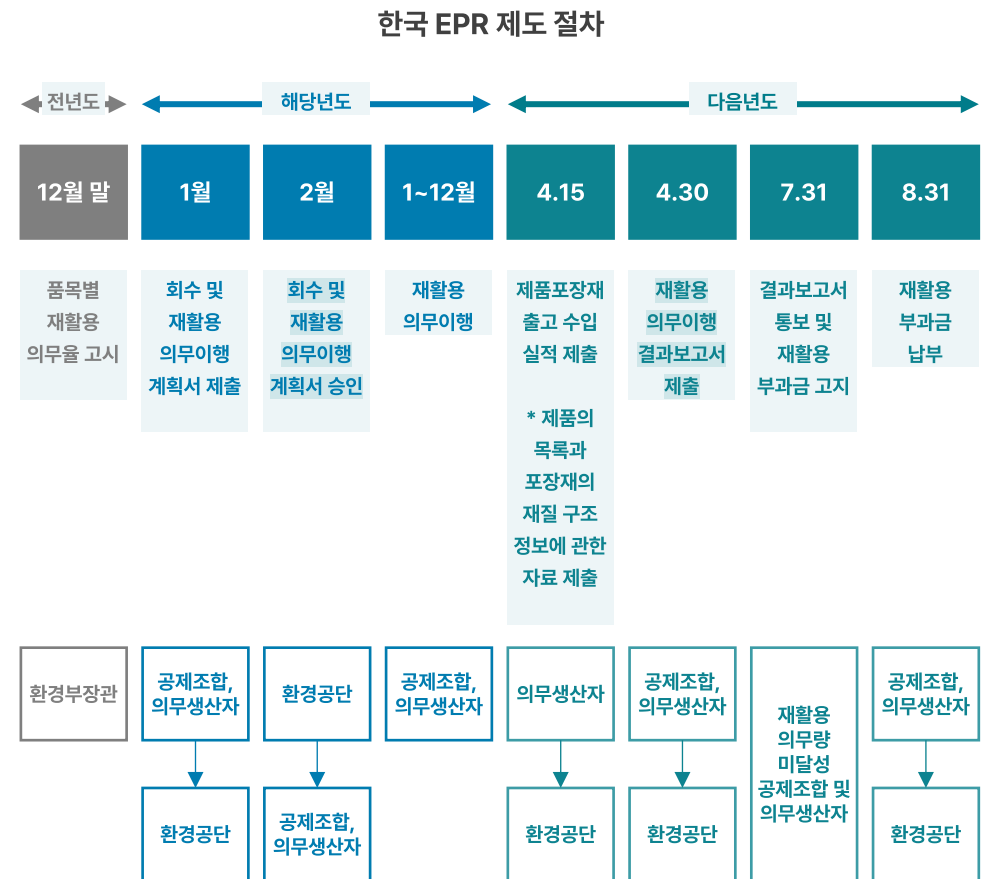 한국 EPR 제도 절차
전년도
해당년도
다음년도
12월 말
1월
2월
1~12월
4.15
4.30
7.31
8.31
품목별
재활용
의무율 고시
회수 및
재활용
의무이행
계획서 제출
회수 및
재활용
의무이행
계획서 승인
재활용
의무이행
제품포장재
출고 수입
실적 제출
* 제품의
목록과
포장재의
재질 구조
정보에 관한
자료 제출
재활용
의무이행
결과보고서
제출
결과보고서
통보 및
재활용
부과금 고지
재활용
부과금
납부
환경부장관
공제조합,
의무생산자
환경공단
환경공단
공제조합,
의무생산자
공제조합,
의무생산자
의무생산자
환경공단
공제조합,
의무생산자
환경공단
재활용
의무량
미달성
공제조합 및
의무생산자
공제조합,
의무생산자
환경공단